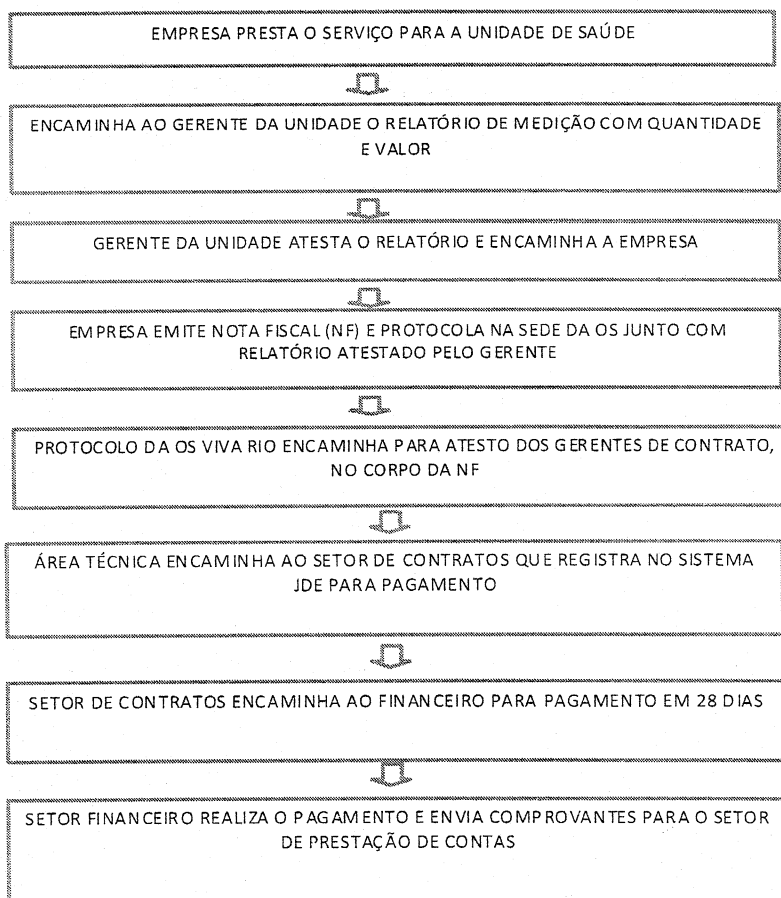 EMPRESA PRESTA O SERVIÇO PARA A UNIDADE DE SAÚDE
ENCAMINHA AO GERENTE DA UNIDADE O RELATÓRIO DE MEDIÇÃO COM QUANTIDADE
E VALOR
GERENTE DA UNIDADE ATESTA O RELATÓRIO E ENCAMINHA A EMPRESA
EMPRESA EMITE NOTA FISCAL (NF) E PROTOCOLA NA SEDE DA OS JUNTO COM
RELATÓRIO ATESTADO PELO GERENTE
PROTOCOLO DA OS VIVA RIO ENCAMINHA PARA ATESTO DOS GERENTES DE CONTRATO,
NO CORPO DA NF
ÁREA TÉCNICA ENCAMINHA AO SETOR DE CONTRATOS QUE REGISTRA NO SISTEMA
JDE PARA PAGAMENTO
SETOR DE CONTRATOS ENCAMINHA AO FINANCEIRO PARA PAGAMENTO EM 28 DIAS
SETOR FINANCEIRO REALIZA O PAGAMENTO E ENVIA COMPROVANTES PARA O SETOR
DE PRESTAÇÃO DE CONTAS